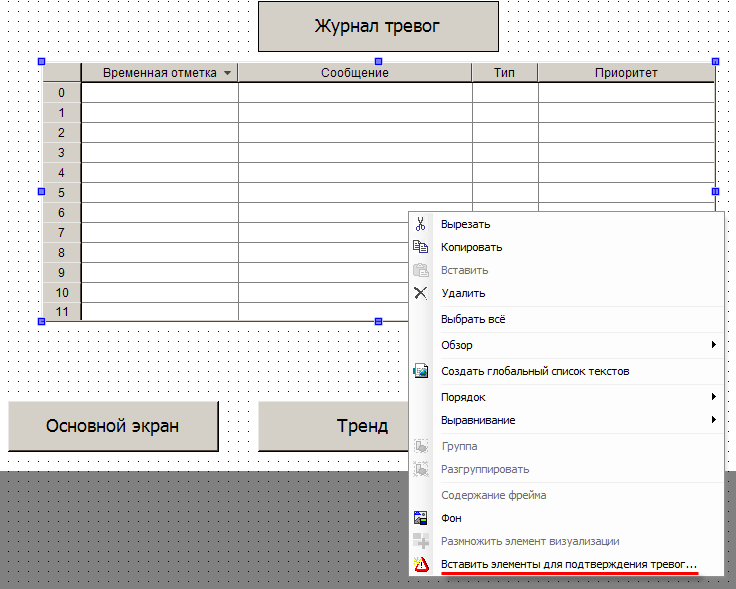 Журнал тревог
Временная отметка Сообщение Тип Приоритет
0
1
2
3
4
5
6
7
8
9
10
11
Вырезать
Копировать
Вставить
Удалить
Выбрать всё
Обзор
Создать глобальный список текстов
Порядок
Выравнивание
Группа
Разгруппировать
Содержание фрейма
Фон
Размножить элемент визуализации
Вставить элементы для подтверждения тревог...
Основной экран
Тренд